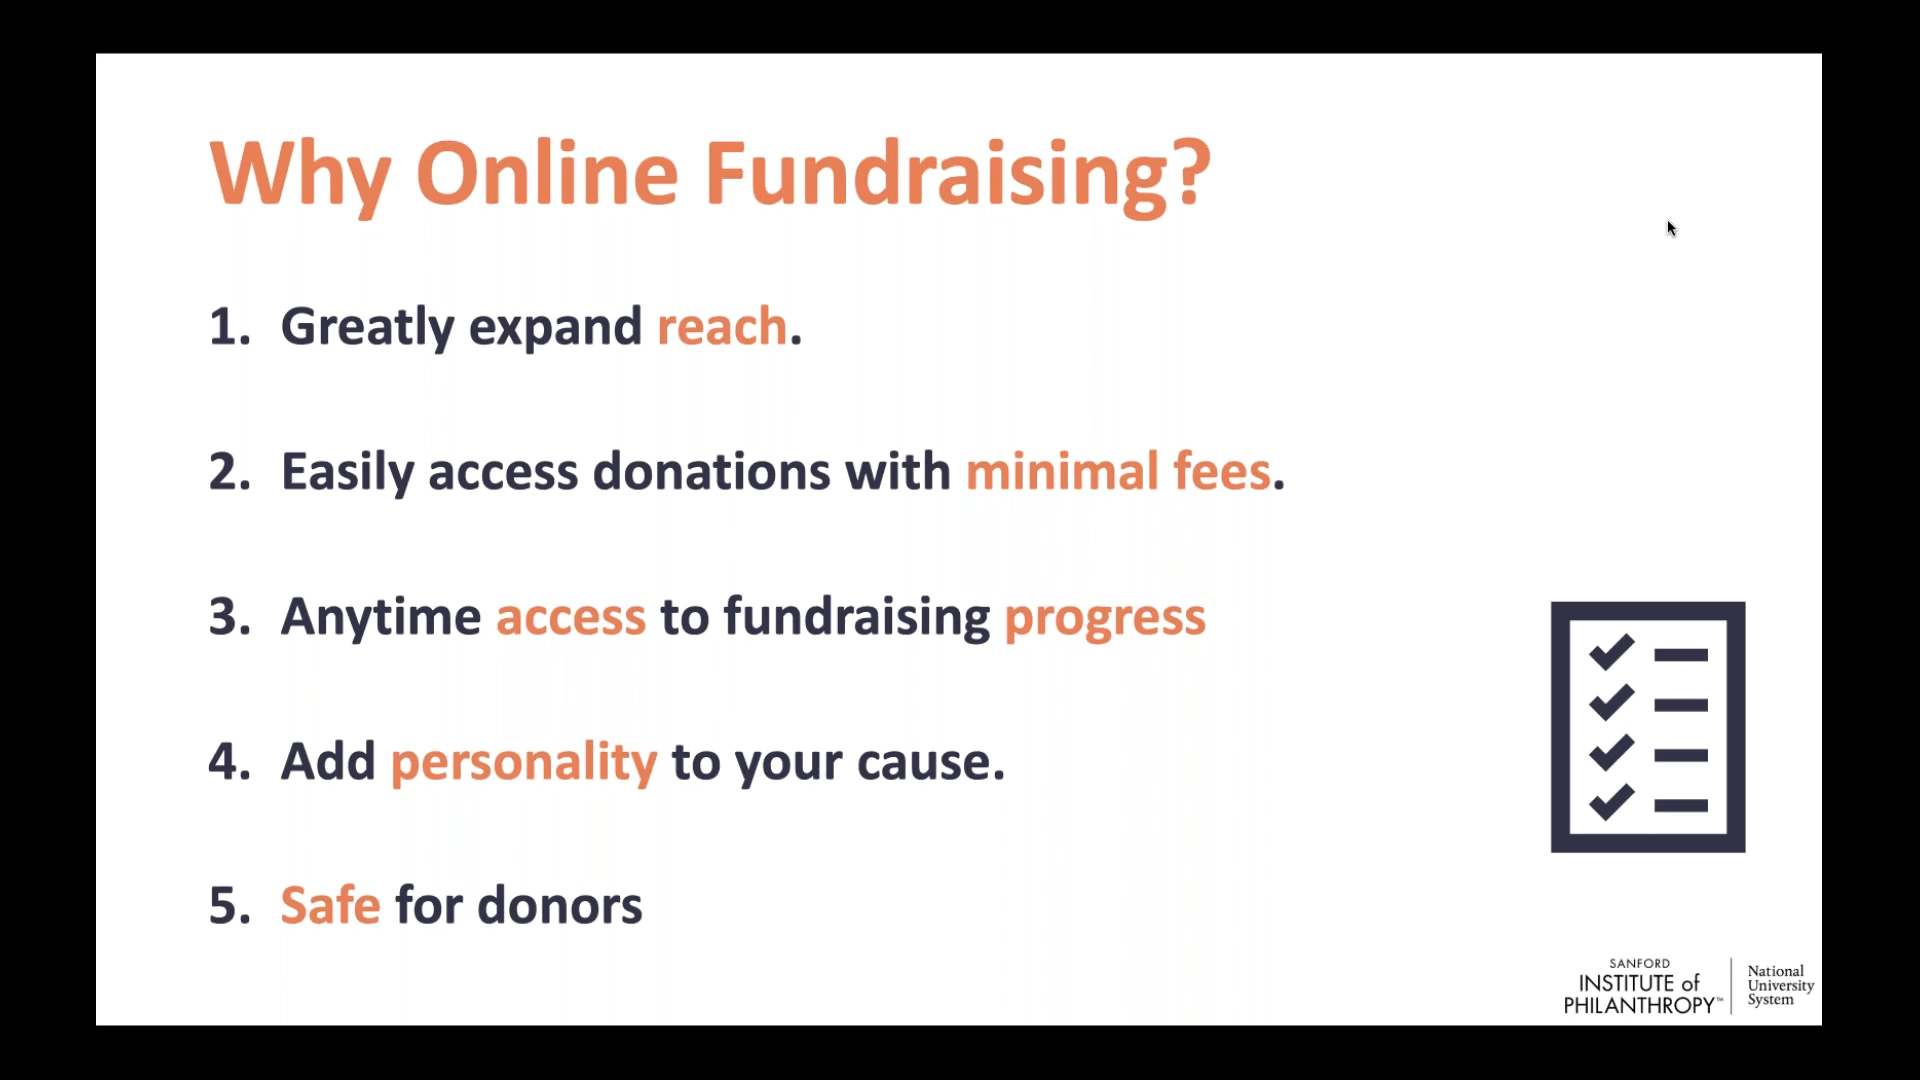 Why Online Fundraising?
1. Greatly expand reach.
2. Easily access donations with minimal fees.
3. Anytime access to fundraising progress
4. Add personality to your cause.
5. Safe for donors
SANFORD
INSTITUTE of
PHILANTHROPY™
National
University
System